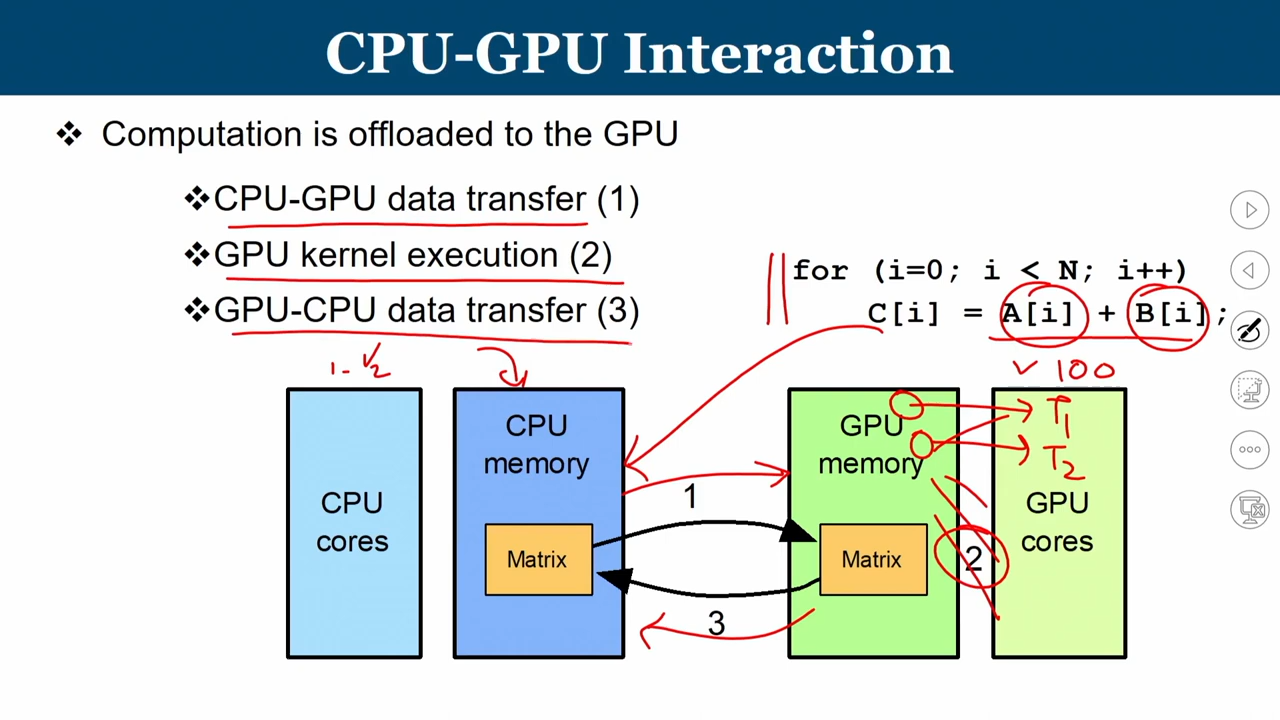 CPU-GPU Interaction
❖ Computation is offloaded to the GPU
❖CPU-GPU data transfer (1)
❖GPU kernel execution (2)
❖GPU-CPU data transfer (3)
for (i=0; i < N; i++)
C[i] = A[i] + B[i];
100
CPU
memory
GPU
memory
T1
T2
CPU
cores
GPU
cores
1
Matrix
Matrix
2
3